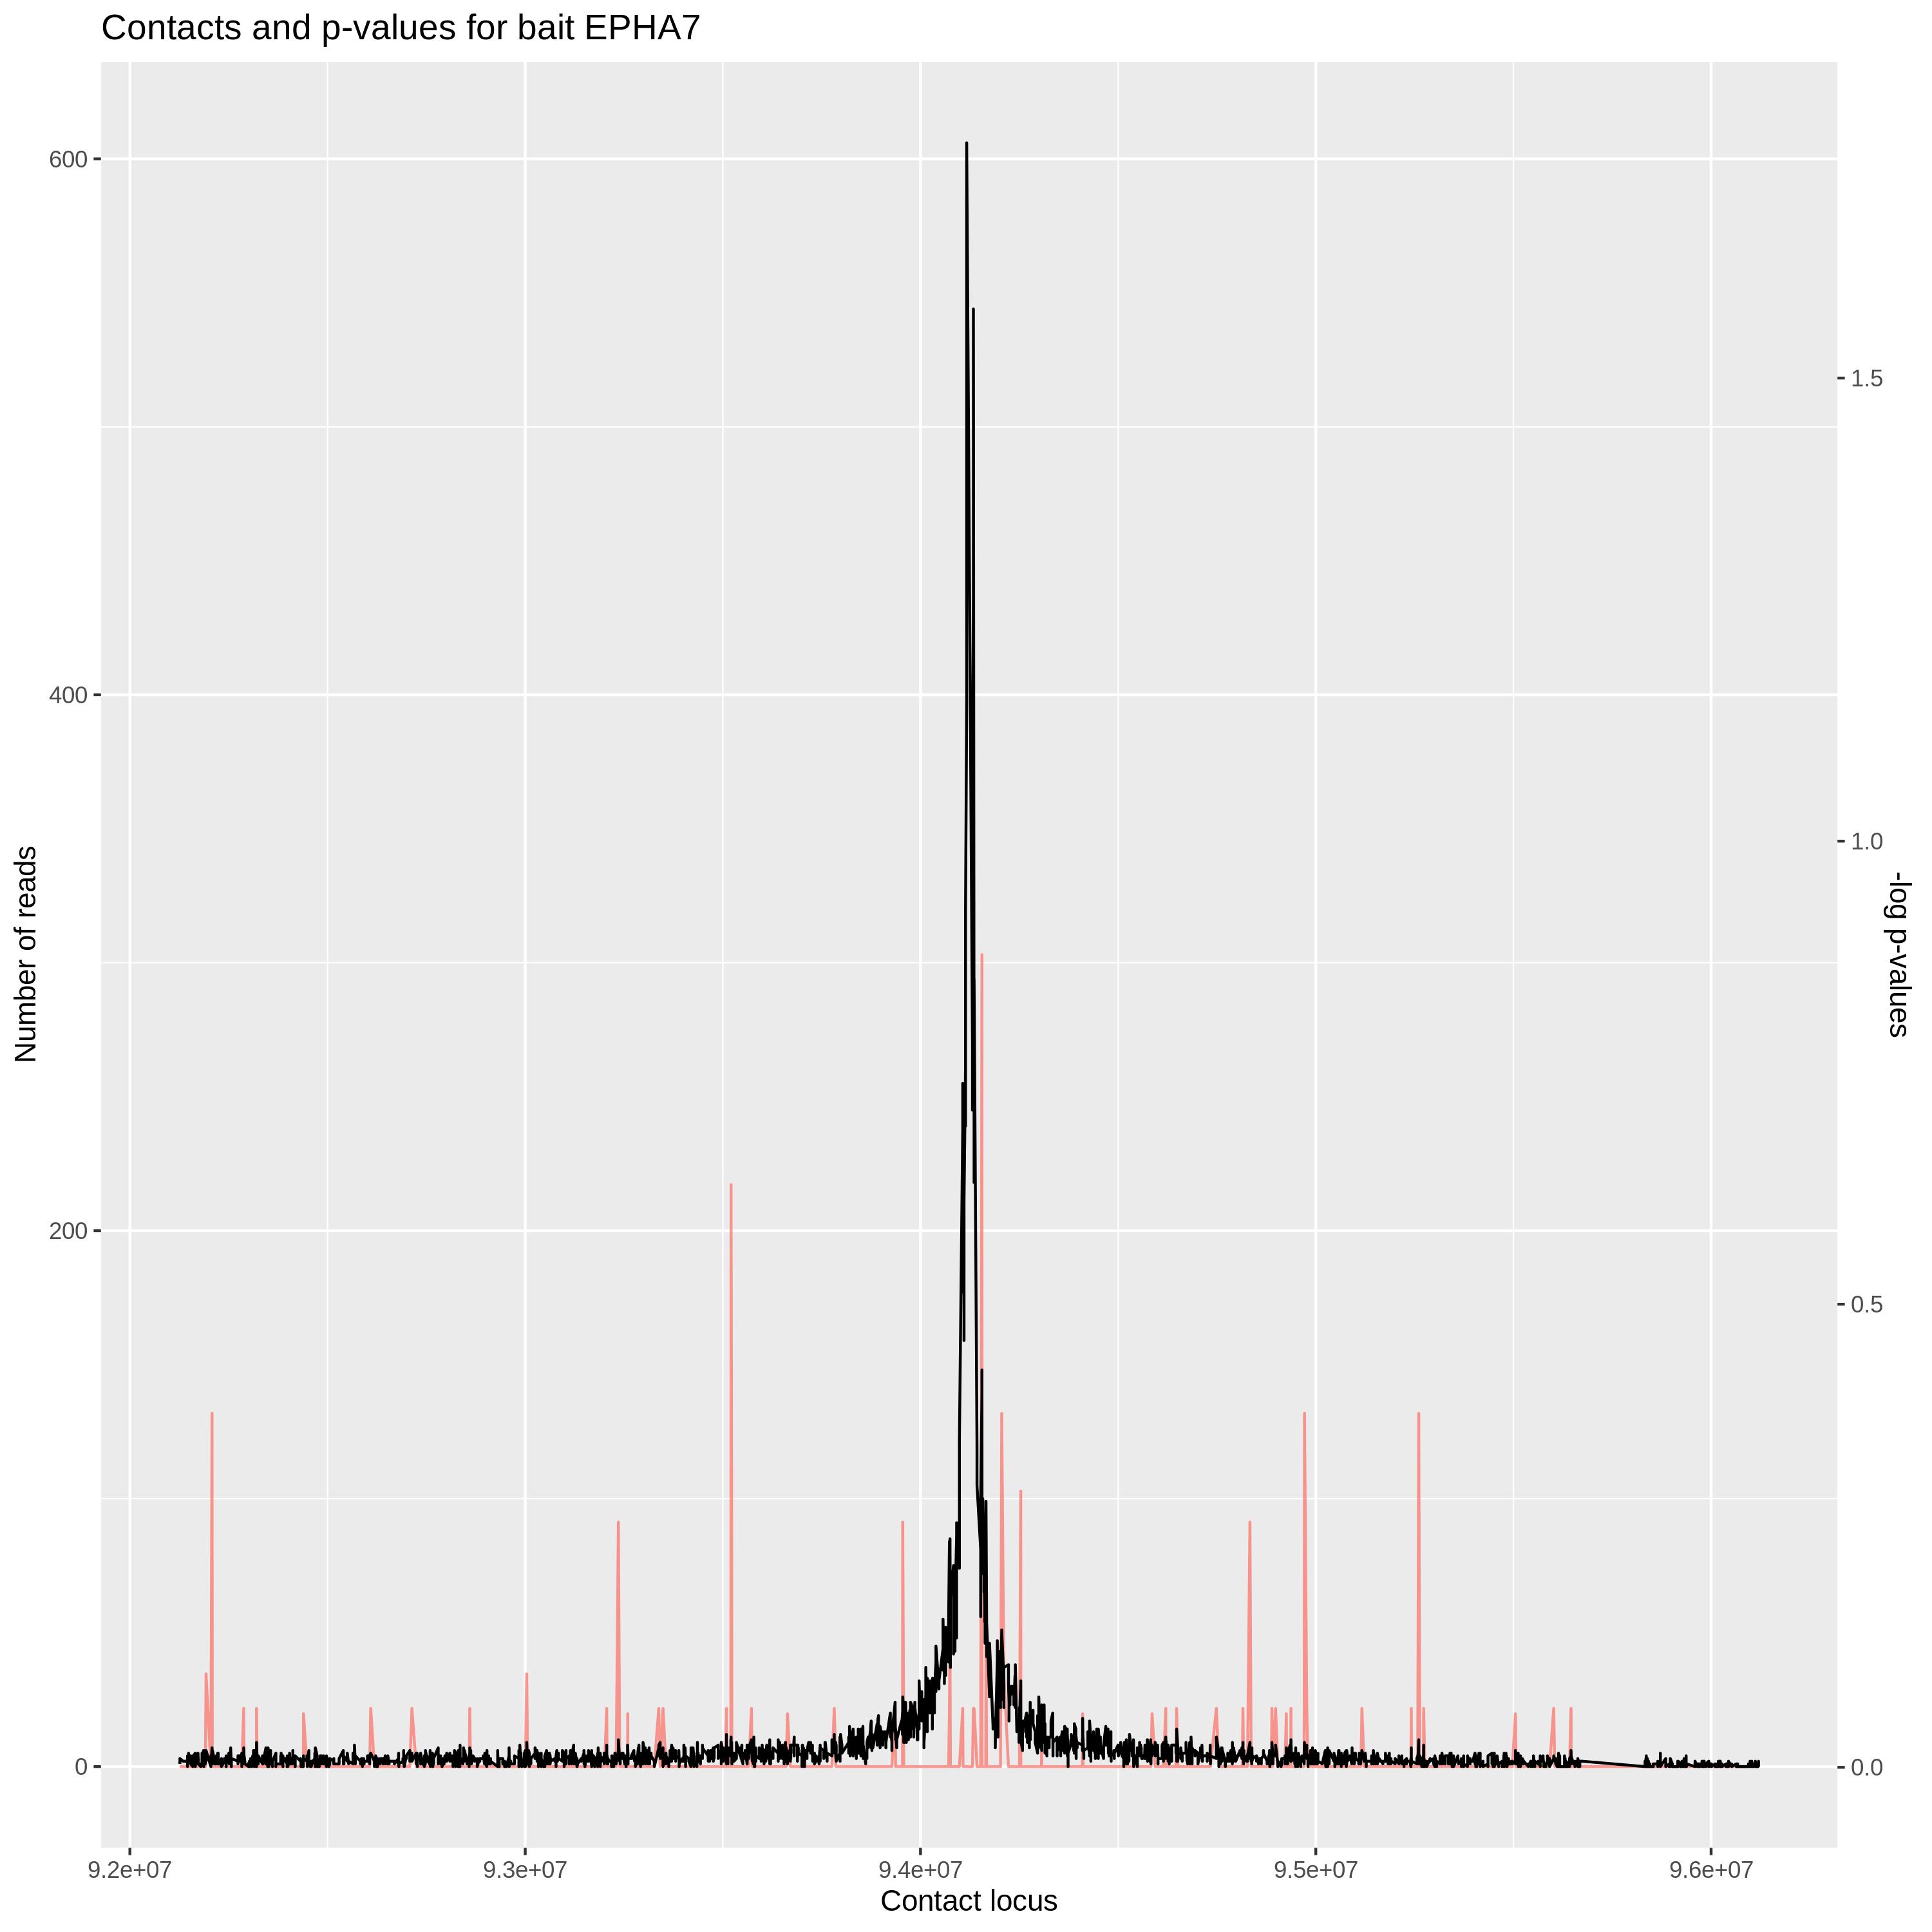 Contacts and p-values for bait EPHA7
600
400
200
0
Number of reads
1.5
1.0
0.5
0.0
-log p-values
9.2e+07
9.3e+07
9.4e+07
9.5e+07
9.6e+07
Contact locus